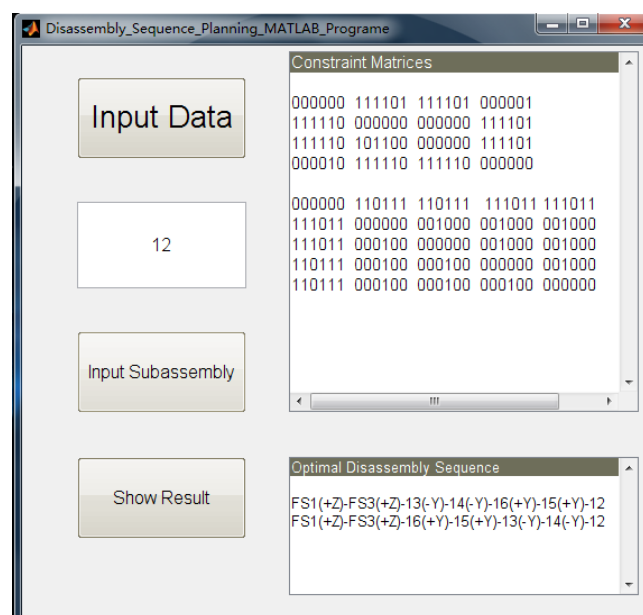 Disassembly_Sequence_Planning_MATLAB_Programe
Input Data
12
Input Subassembly
Show Result
Constraint Matrices
000000 111101 111101 000001
111110 000000 000000 111101
111110 101100 000000 111101
000010 111110 111110 000000
000000 110111 110111 111011 111011
111011 000000 001000 001000 001000
111011 000100 000000 001000 001000
110111 000100 000100 000000 001000
110111 000100 000100 000100 000000
Optimal Disassembly Sequence
FS1(+Z)-FS3(+Z)-13(-Y)-14(-Y)-16(+Y)-15(+Y)-12
FS1(+Z)-FS3(+Z)-16(+Y)-15(+Y)-13(-Y)-14(-Y)-12